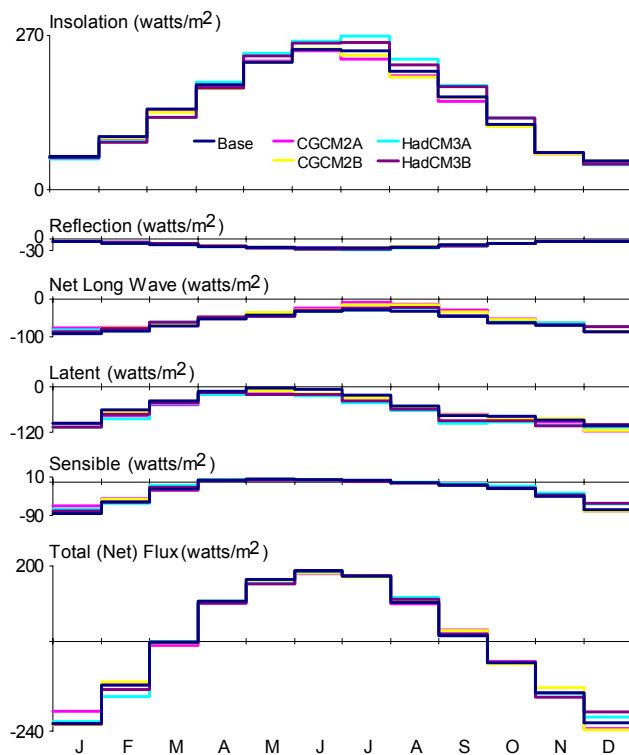 Insolation (watts/m2)
270
Base CGCM2A HadCM3A
CGCM2B HadCM3B
0
Reflection (watts/m2)
0
-30
Net Long Wave (watts/m2)
0
-100
Latent (watts/m2)
0
-120
Sensible (watts/m2)
10
-90
Total (Net) Flux(watts/m2)
200
-240
J F M A M J J A S O N D